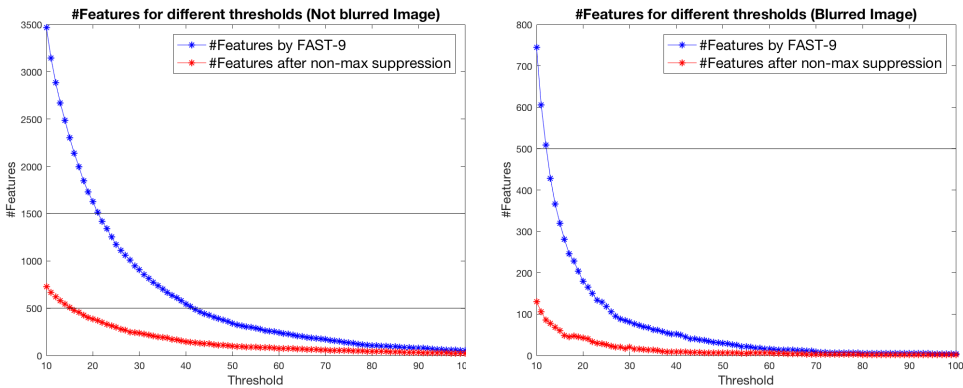 #Features for different thresholds (Not blurred Image)
#Features by FAST-9
#Features after non-max suppression
#Features
3500
3000
2500
2000
1500
1000
500
0
10 20 30 40 50 60 70 80 90 100
Threshold
#Features for different thresholds (Blurred Image)
#Features by FAST-9
#Features after non-max suppression
#Features
800
700
600
500
400
300
200
100
0
10 20 30 40 50 60 70 80 90 100
Threshold